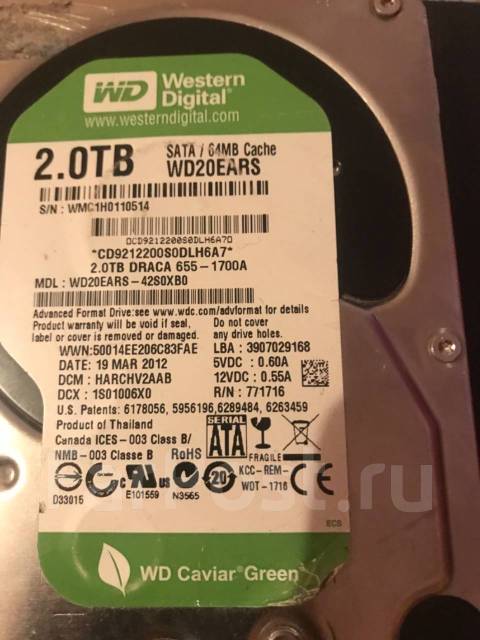 WD Western Digital®
www.westerndigital.com
2.0TB SATA / 64MB Cache
WD20EARS
S/N : WMC1H0110514
*CD9212200S0DLH6A7*
2.0TB DRACA 655-1700A
MDL : WD20EARS-42S0XB0
Advanced Format Drive:see www.wdc.com/advformat for details
Product warranty is void if any seal, label or cover is removed or damaged.
Do not cover any drive holes.
WWN:50014EE206C83FAE LBA : 3907029168
DATE: 19 MAR 2012 5VDC : 0.60A
DCM : HARCHV2AAB 12VDC : 0.55A
DCX : 1S01006X0 R/N : 771716
U.S. Patents: 6178056, 5956196,6289484, 6263459
Product of Thailand
Canada ICES-003 Class B/
NMB-003 Classe B RoHS
SERIAL
ATA
FRAGILE
KCC-REM-
WDT-1716
D33015 E101559 N3565
20
ECS
WD Caviar® Green™